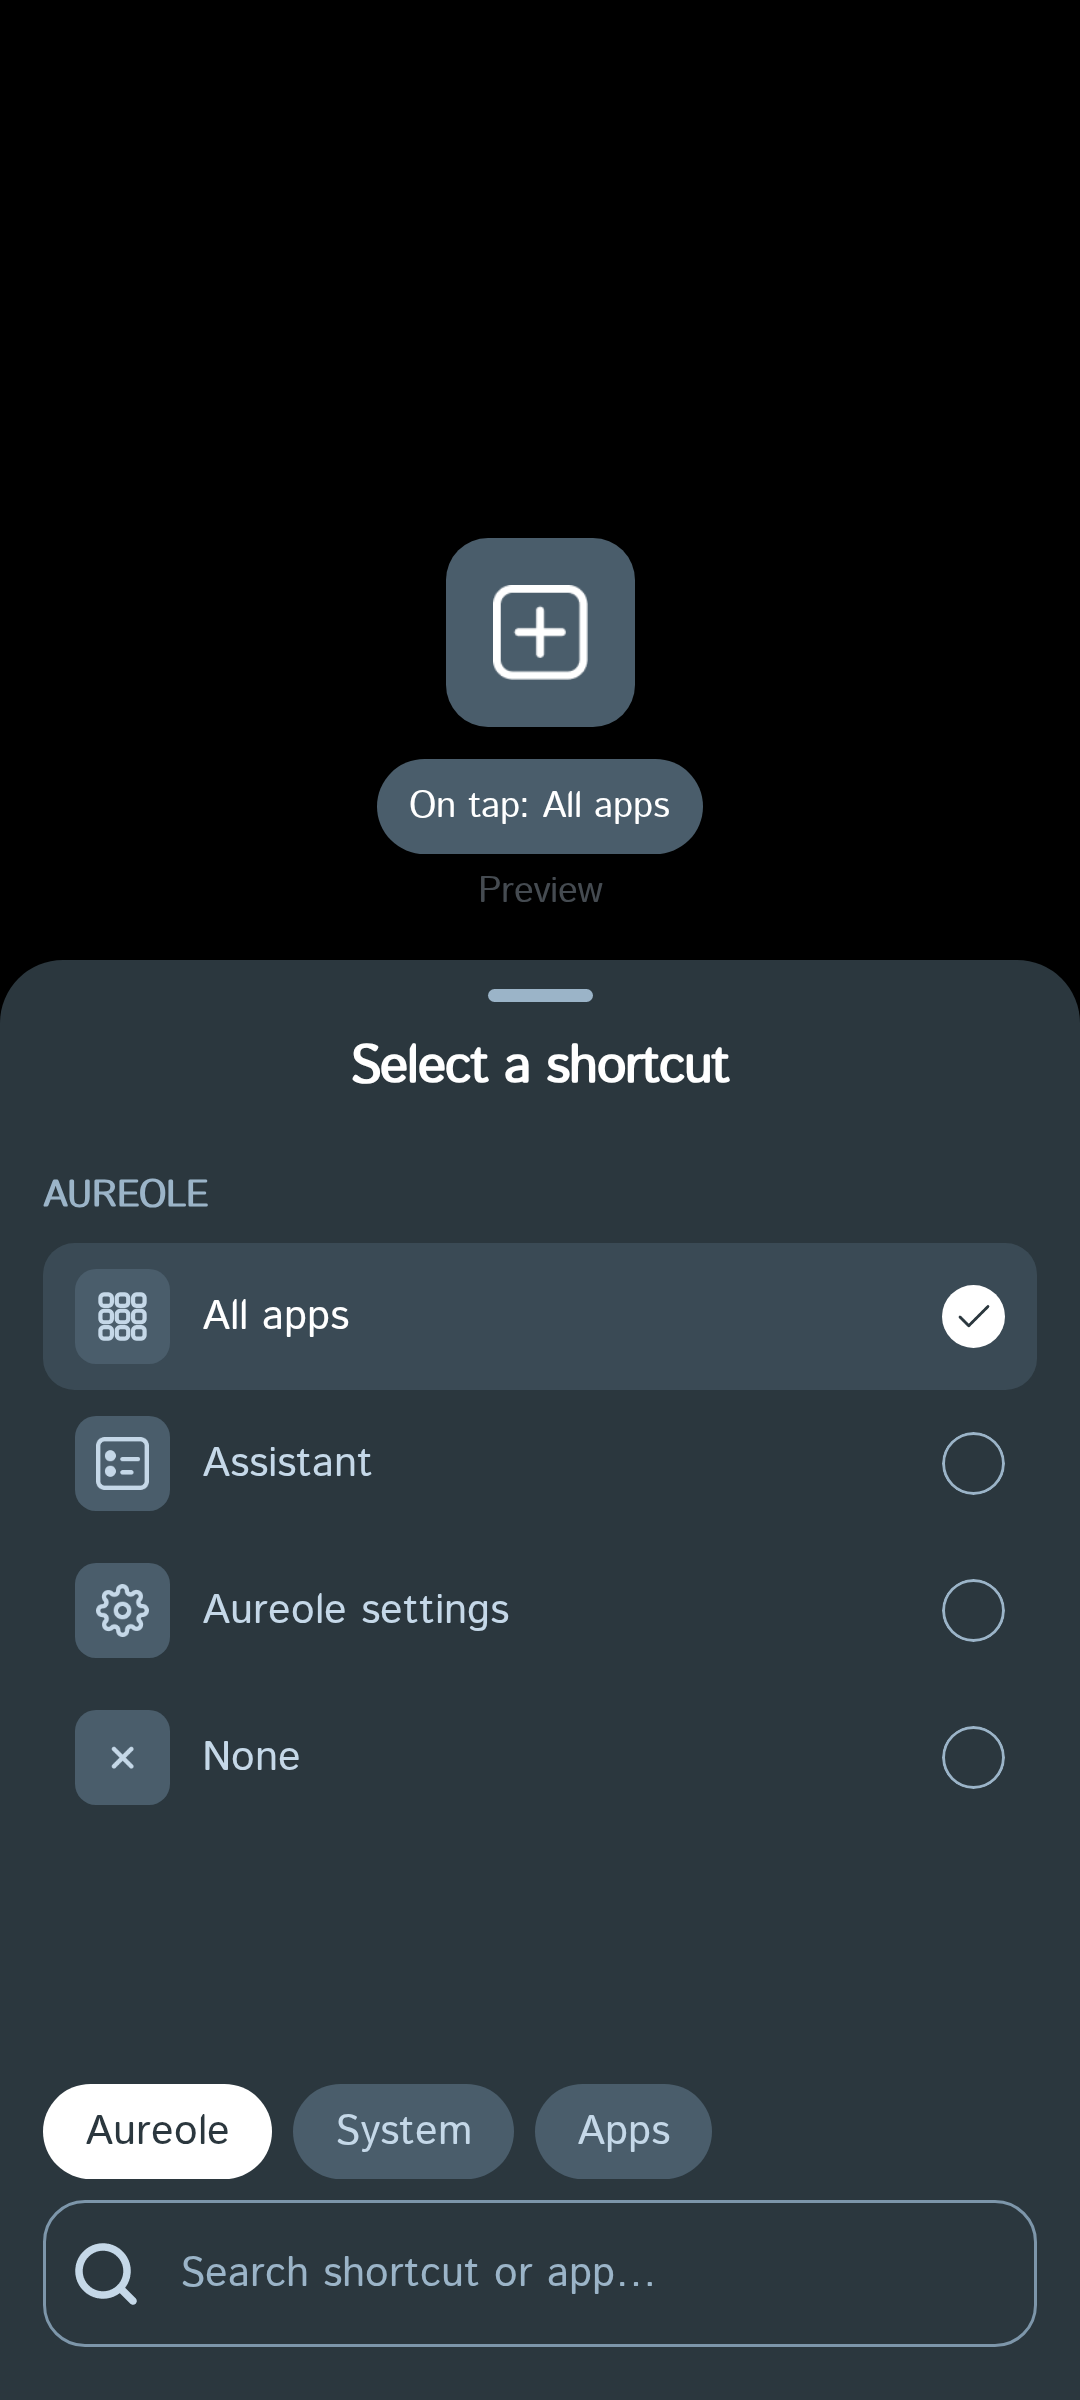 On tap: All apps
Preview
Select a shortcut
AUREOLE
All apps
Assistant
Aureole settings
None
Aureole System Apps
Search shortcut or app...